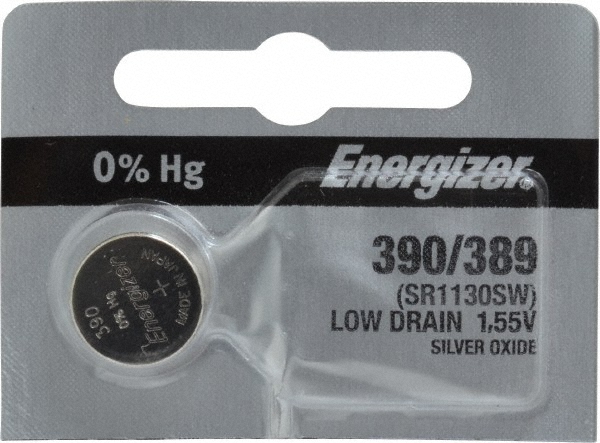 0% Hg
Energizer
390/389
(SR1130SW)
LOW DRAIN 1,55V
SILVER OXIDE
390
0% Hg
Energizer
+
MADE IN JAPAN